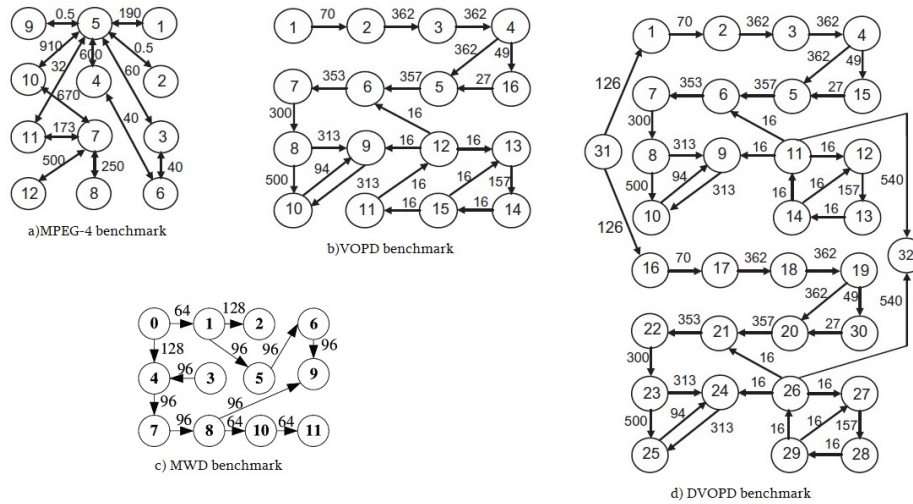 0.5 190
9 5 1
910 600 0.5
32 60
10 4 2
670
173 40
11 7 3
500 250 40
12 8 6
a)MPEG-4 benchmark
70 362 362
1 2 3 4
362 49
353 357 27
7 6 5 16
300 16
313 16 16
8 9 12 13
500 94 157
313 16 16
16 16
10 11 15 14
b)VOPD benchmark
64 128
0 1 2 6
128 96 96 96
96
4 3 5 9
96 96
96 64 64
7 8 10 11
c) MWD benchmark
70 362 362
1 2 3 4
126 362 49
353 357 27
7 6 5 15
300 16
31
313 16 16
8 9 11 12
500 94 540
313 16 16 157
16
10 14 13
126
32
70 362 362
16 17 18 19
540
362 49
353 357 27
22 21 20 30
300 16
313 16 16
23 24 26 27
500 94
313 16 16 157
16
25 29 28
d) DVOPD benchmark